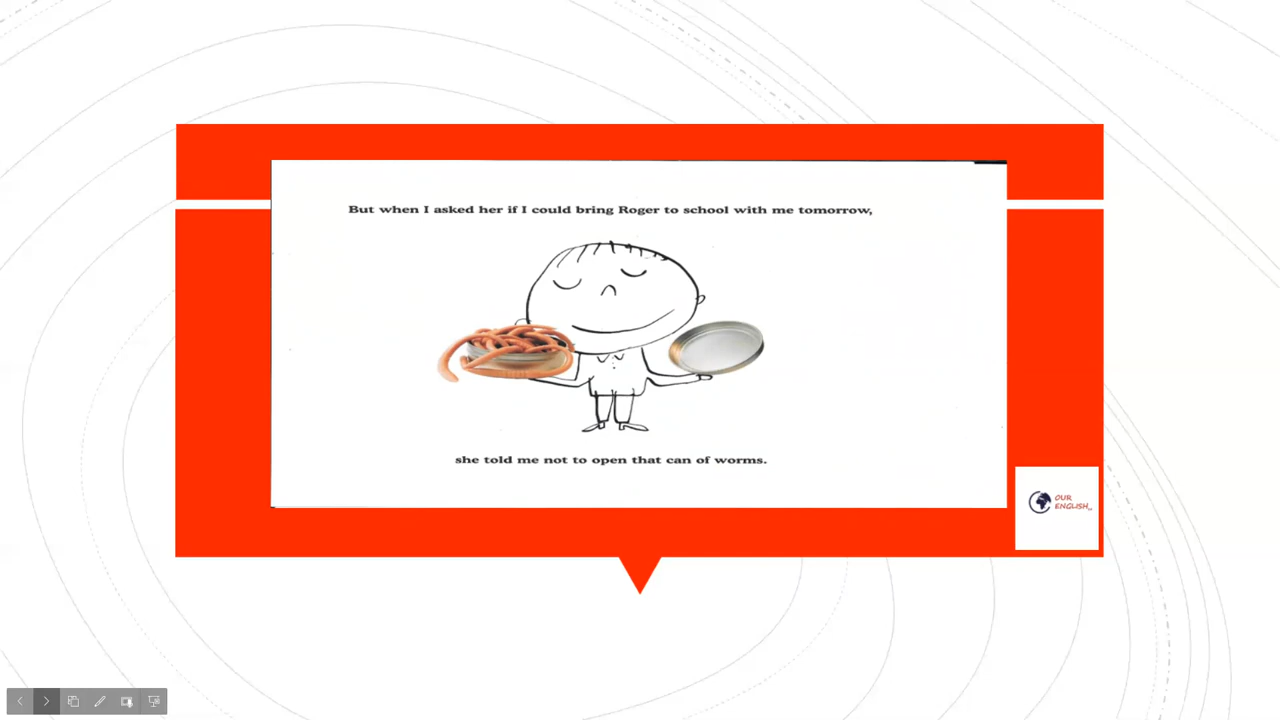 But when I asked her if I could bring Roger to school with me tomorrow,
she told me not to open that can of worms.
OUR
ENGLISH